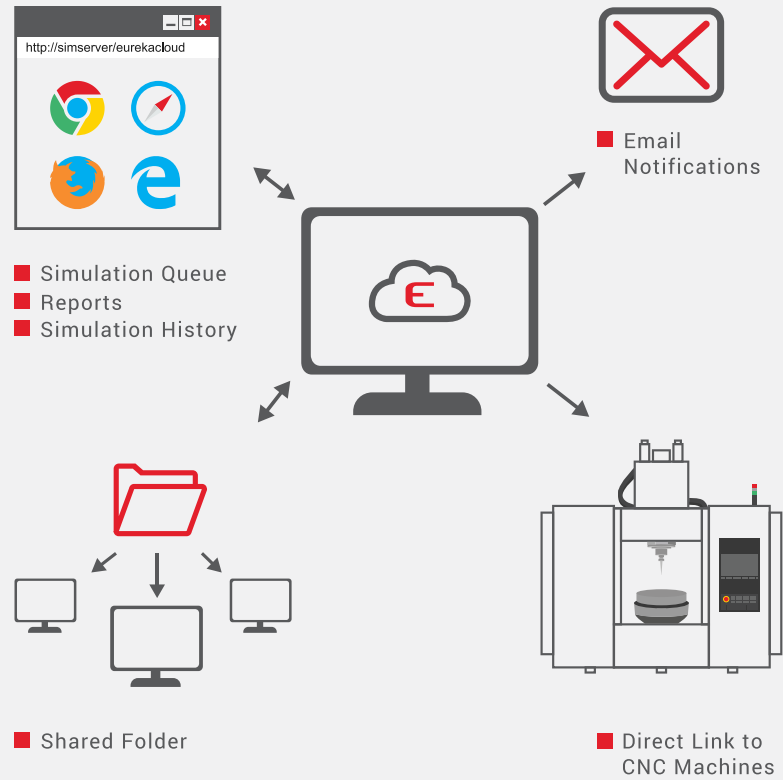 http://simserver/eurekacloud
Email
Notifications
Simulation Queue
Reports
Simulation History
E
Shared Folder
Direct Link to
CNC Machines